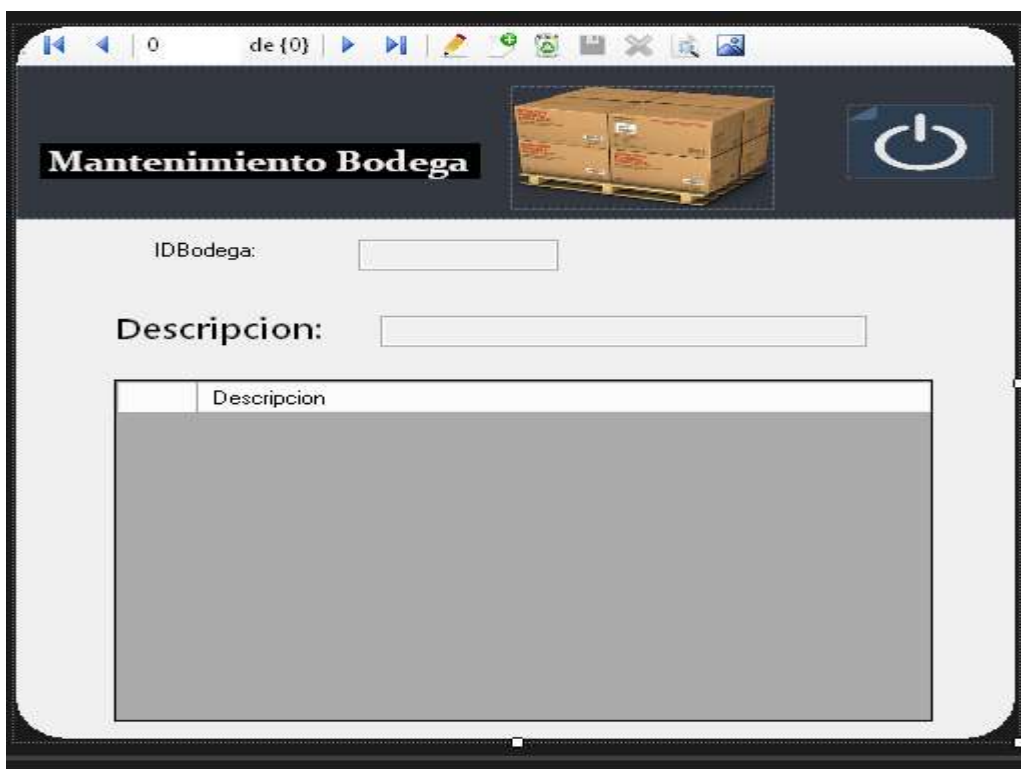 0 de {0}
Mantenimiento Bodega
IDBodega:
Descripcion:
Descripcion